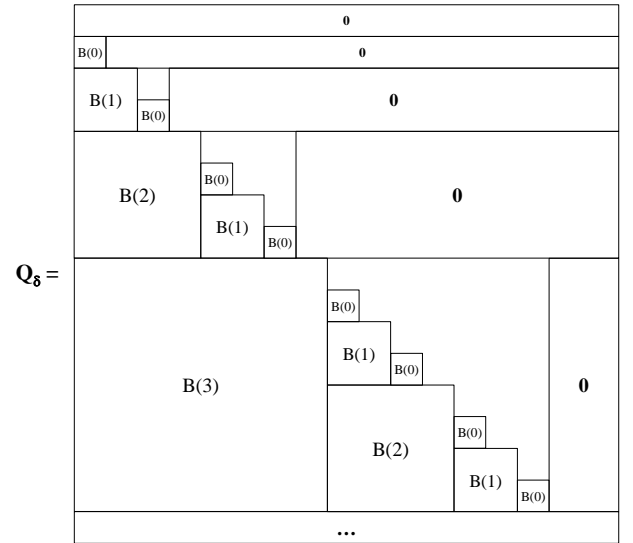 0
B(0) 0
B(1) B(0) 0
B(2) B(0) 0
B(1) B(0)
Qδ =
B(0)
B(3) B(1) B(0) 0
B(2) B(0)
B(1) B(0)
...